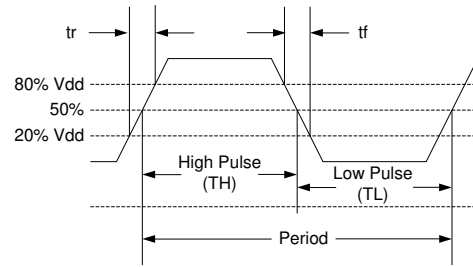 tr
tf
80% Vdd
50%
20% Vdd
High Pulse
(TH)
Low Pulse
(TL)
Period